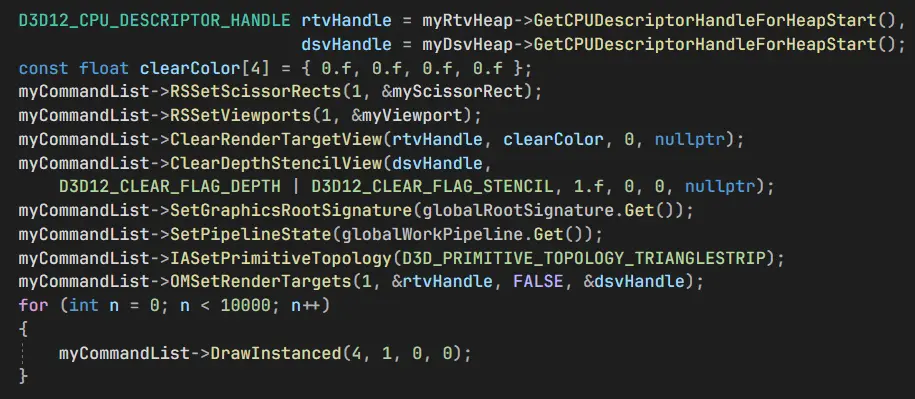 D3D12_CPU_DESCRIPTOR_HANDLE rtvHandle = myRtvHeap->GetCPUDescriptorHandleForHeapStart(),
                            dsvHandle = myDsvHeap->GetCPUDescriptorHandleForHeapStart();
const float clearColor[4] = { 0.f, 0.f, 0.f, 0.f };
myCommandList->RSSetScissorRects(1, &myScissorRect);
myCommandList->RSSetViewports(1, &myViewport);
myCommandList->ClearRenderTargetView(rtvHandle, clearColor, 0, nullptr);
myCommandList->ClearDepthStencilView(dsvHandle,
    D3D12_CLEAR_FLAG_DEPTH | D3D12_CLEAR_FLAG_STENCIL, 1.f, 0, 0, nullptr);
myCommandList->SetGraphicsRootSignature(globalRootSignature.Get());
myCommandList->SetPipelineState(globalWorkPipeline.Get());
myCommandList->IASetPrimitiveTopology(D3D_PRIMITIVE_TOPOLOGY_TRIANGLESTRIP);
myCommandList->OMSetRenderTargets(1, &rtvHandle, FALSE, &dsvHandle);
for (int n = 0; n < 10000; n++)
{
    myCommandList->DrawInstanced(4, 1, 0, 0);
}